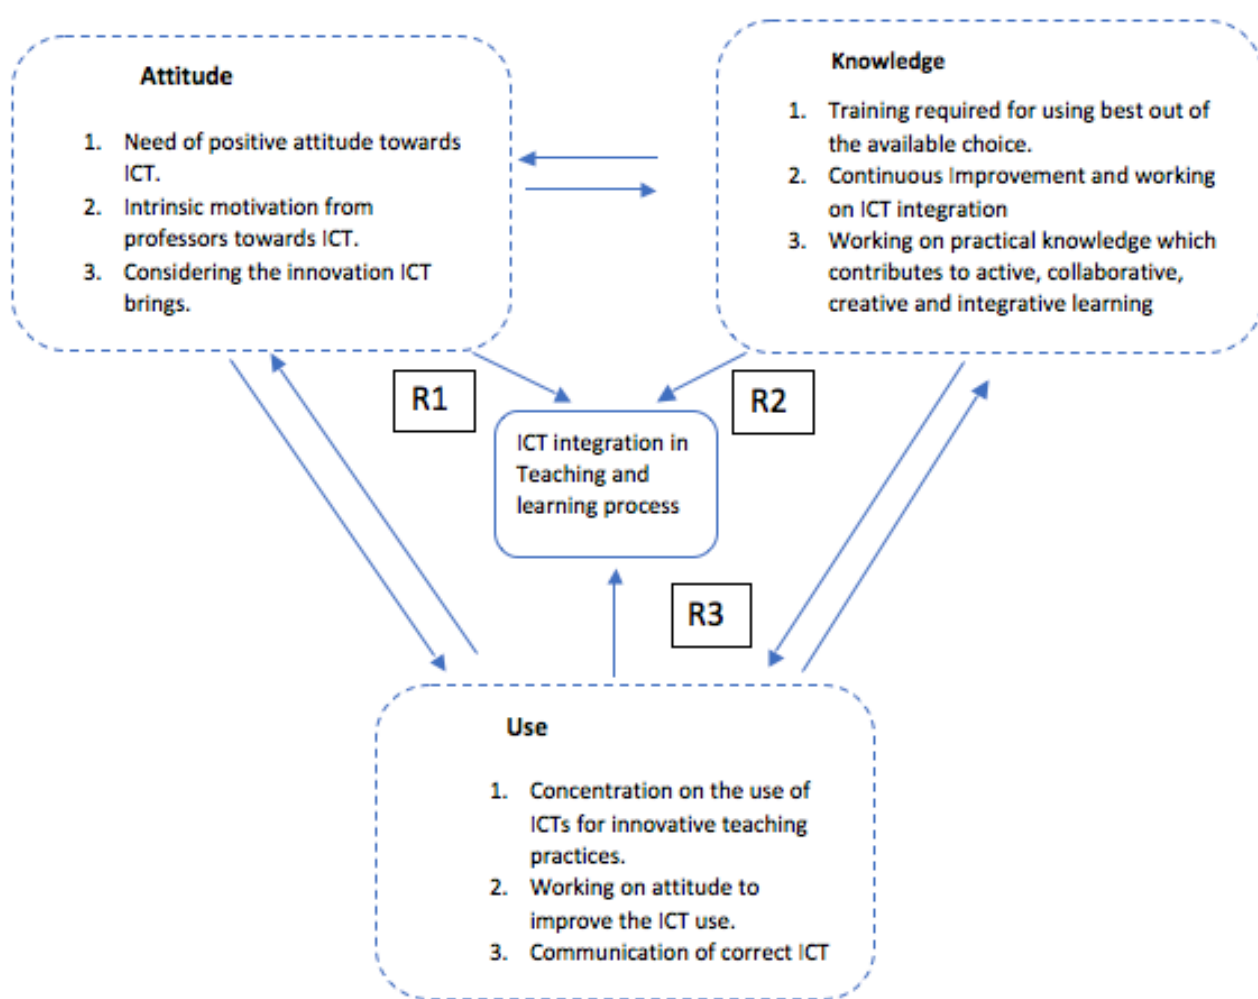 Attitude
1. Need of positive attitude towards
ICT.
2. Intrinsic motivation from
professors towards ICT.
3. Considering the innovation ICT
brings.
Knowledge
1. Training required for using best out of
the available choice.
2. Continuous Improvement and working
on ICT integration
3. Working on practical knowledge which
contributes to active, collaborative,
creative and integrative learning
R1
R2
ICT integration in
Teaching and
learning process
R3
Use
1. Concentration on the use of
ICTs for innovative teaching
practices.
2. Working on attitude to
improve the ICT use.
3. Communication of correct ICT